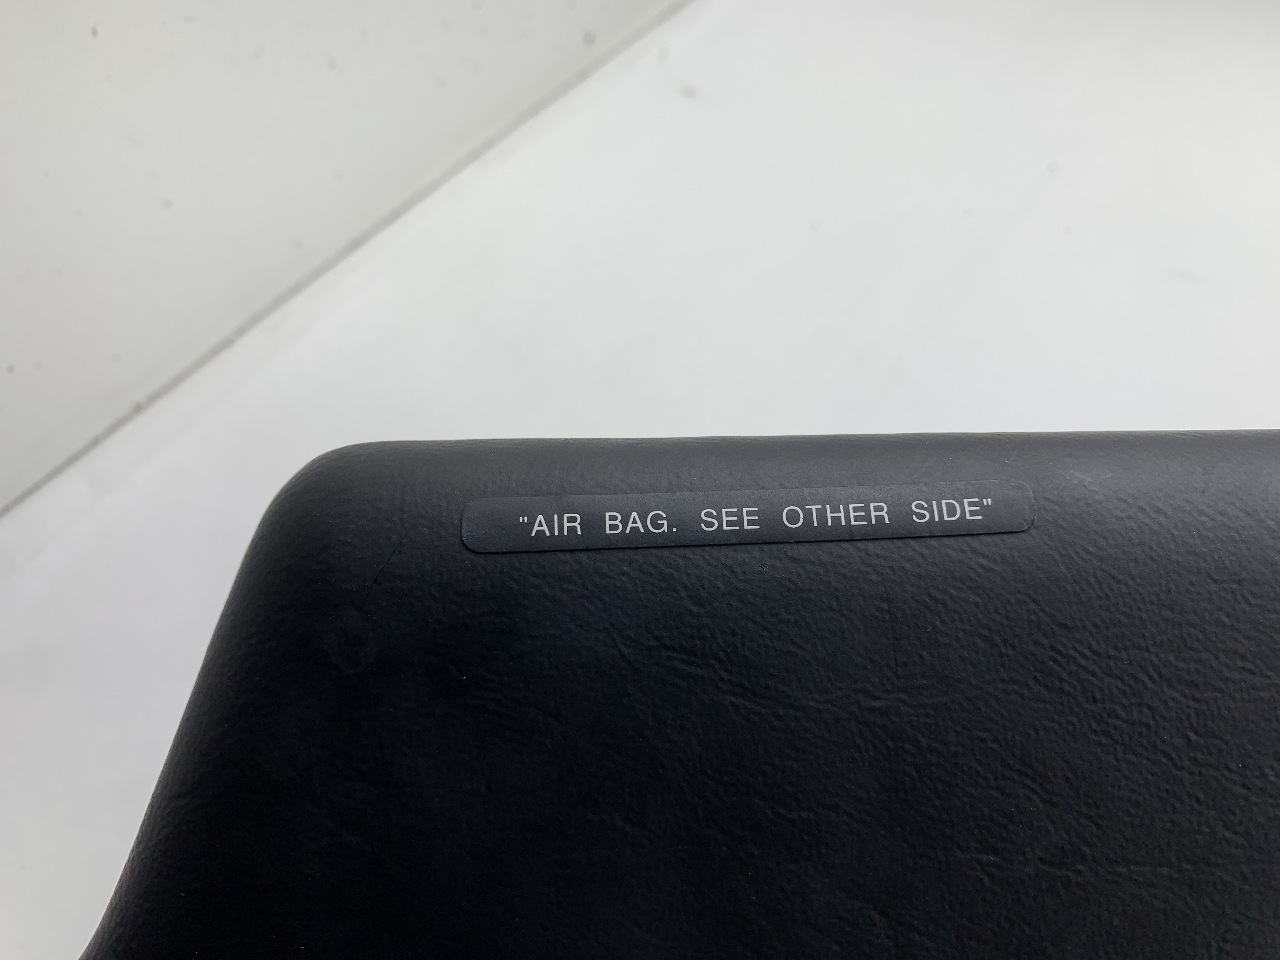 "AIR BAG. SEE OTHER SIDE"